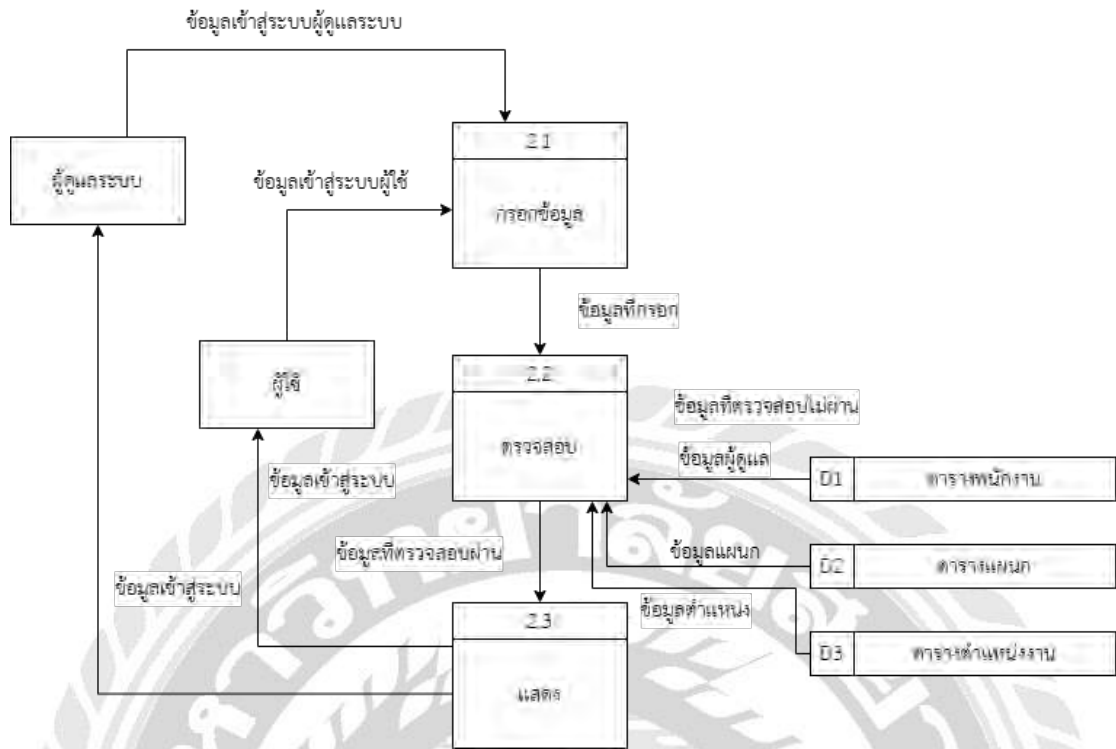 ข้อมูลเข้าสู่ระบบผู้ดูแลระบบ
2.1
ผู้ดูแลระบบ
ข้อมูลเข้าสู่ระบบผู้ใช้
กรอกข้อมูล
ข้อมูลที่กรอก
2.2
ผู้ใช้
ข้อมูลที่ตรวจสอบไม่ผ่าน
ตรวจสอบ
ข้อมูลผู้ดูแล
ข้อมูลเข้าสู่ระบบ
D1 ตารางพนักงาน
ข้อมูลที่ตรวจสอบผ่าน
ข้อมูลแผนก
D2 ตารางแผนก
ข้อมูลเข้าสู่ระบบ
ข้อมูลตำแหน่ง
2.3
D3 ตารางตำแหน่งงาน
แสดง